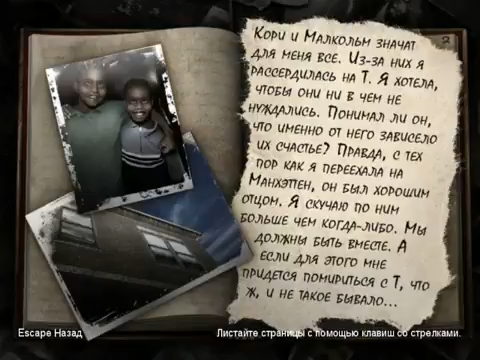 Кори и Малкольм значат
для меня все. Из-за них я
рассердилась на Т. Я хотела,
чтобы они ни в чем не
нуждались. Понимал ли он,
что именно от него зависело
их счастье? Правда, с тех
пор как я переехала на
Манхэттен, он был хорошим
отцом. Я скучаю по ним
больше чем когда-либо. Мы
должны быть вместе. А
если для этого мне
придется помириться с Т, что
ж, и не такое бывало...
Escape Назад
Листайте страницы с помощью клавиш со стрелками.